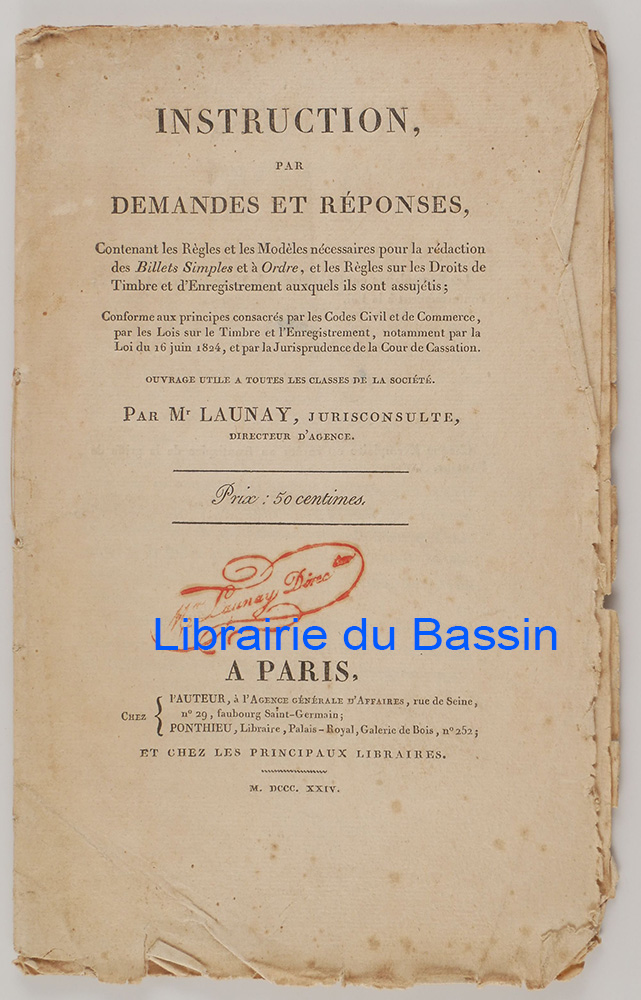 INSTRUCTION,
PAR
DEMANDES ET RÉPONSES,
Contenant les Règles et les Modèles nécessaires pour la rédaction
des Billets Simples et à Ordre, et les Règles sur les Droits de
Timbre et d'Enregistrement auxquels ils sont assujétis;
Conforme aux principes consacrés par les Codes Civil et de Commerce,
par les Lois sur le Timbre et l'Enregistrement, notamment par la
Loi du 16 juin 1824, et par la Jurisprudence de la Cour de Cassation.
OUVRAGE UTILE A TOUTES LES CLASSES DE LA SOCIÉTÉ.
PAR Mr LAUNAY, JURISCONSULTE,
DIRECTEUR D'AGENCE.
Prix : 50 centimes.
Launay Direc
Librairie du Bassin
A PARIS,
CHEZ
l'AUTEUR, à l'AGENCE GÉNÉRALE D'AFFAIRES, rue de Seine,
n° 29, faubourg Saint-Germain;
PONTHIEU, Libraire, Palais-Royal, Galerie de Bois, n° 252;
ET CHEZ LES PRINCIPAUX LIBRAIRES.
M. DCCC. XXIV.